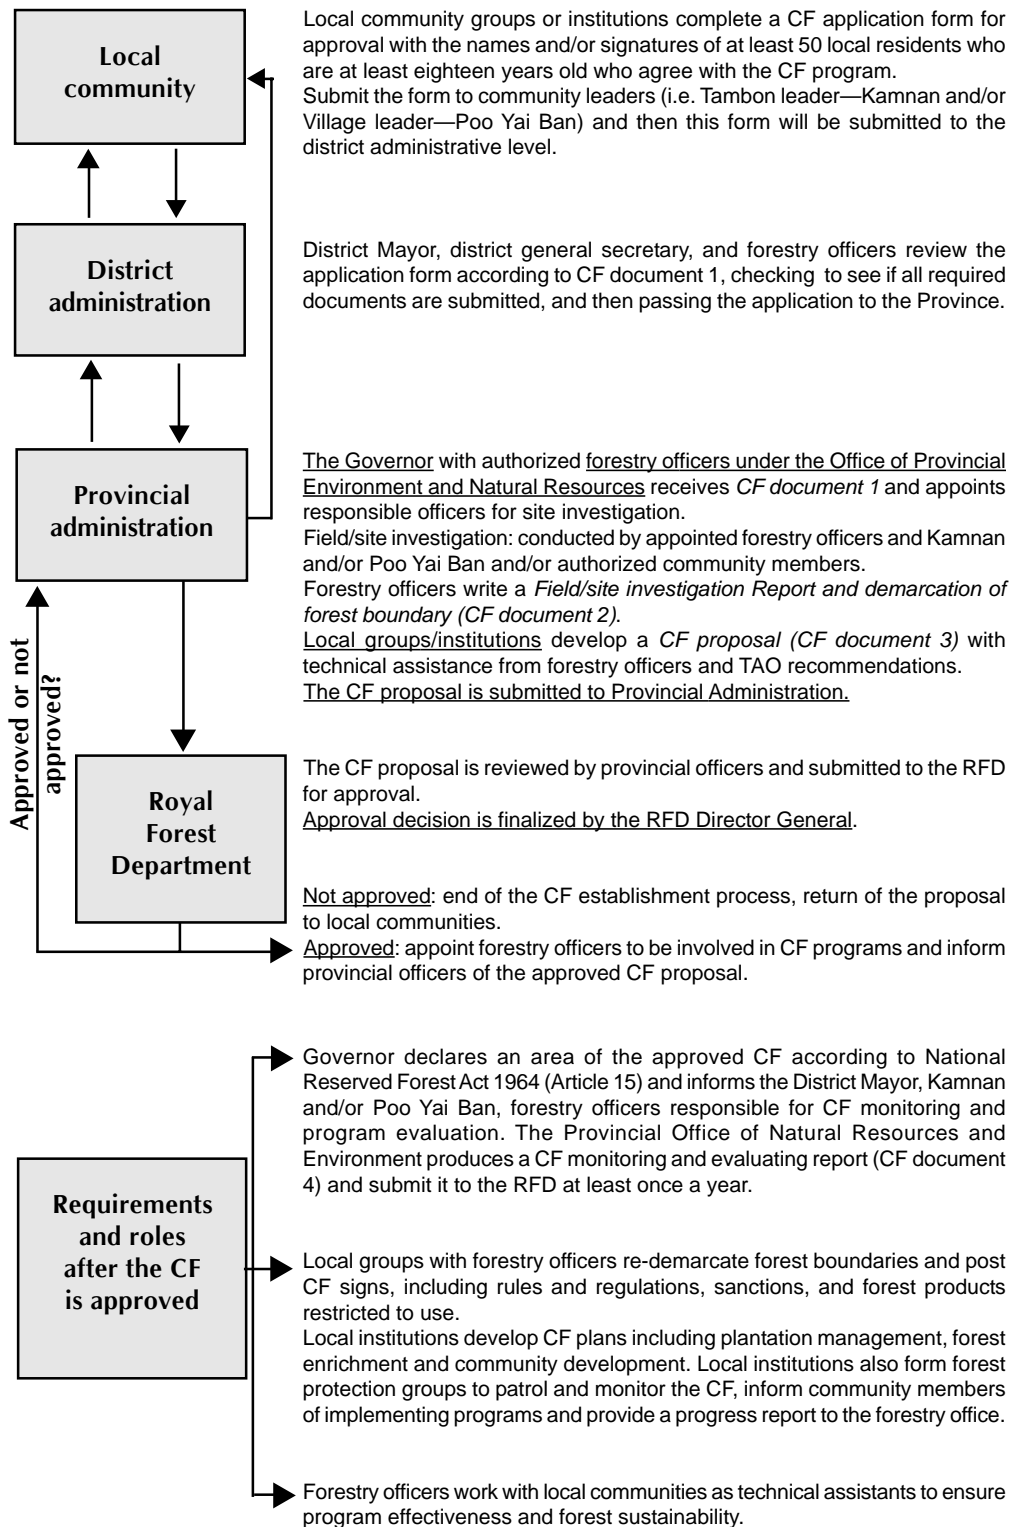 Local
community
Local community groups or institutions complete a CF application form for
approval with the names and/or signatures of at least 50 local residents who
are at least eighteen years old who agree with the CF program.
Submit the form to community leaders (i.e. Tambon leader—Kamnan and/or
Village leader—Poo Yai Ban) and then this form will be submitted to the
district administrative level.
District
administration
District Mayor, district general secretary, and forestry officers review the
application form according to CF document 1, checking to see if all required
documents are submitted, and then passing the application to the Province.
Provincial
administration
The Governor with authorized forestry officers under the Office of Provincial
Environment and Natural Resources receives CF document 1 and appoints
responsible officers for site investigation.
Field/site investigation: conducted by appointed forestry officers and Kamnan
and/or Poo Yai Ban and/or authorized community members.
Forestry officers write a Field/site investigation Report and demarcation of
forest boundary (CF document 2).
Local groups/institutions develop a CF proposal (CF document 3) with
technical assistance from forestry officers and TAO recommendations.
The CF proposal is submitted to Provincial Administration.
Approved or not
approved?
Royal
Forest
Department
The CF proposal is reviewed by provincial officers and submitted to the RFD
for approval.
Approval decision is finalized by the RFD Director General.
Not approved: end of the CF establishment process, return of the proposal
to local communities.
Approved: appoint forestry officers to be involved in CF programs and inform
provincial officers of the approved CF proposal.
Requirements
and roles
after the CF
is approved
Governor declares an area of the approved CF according to National
Reserved Forest Act 1964 (Article 15) and informs the District Mayor, Kamnan
and/or Poo Yai Ban, forestry officers responsible for CF monitoring and
program evaluation. The Provincial Office of Natural Resources and
Environment produces a CF monitoring and evaluating report (CF document
4) and submit it to the RFD at least once a year.
Local groups with forestry officers re-demarcate forest boundaries and post
CF signs, including rules and regulations, sanctions, and forest products
restricted to use.
Local institutions develop CF plans including plantation management, forest
enrichment and community development. Local institutions also form forest
protection groups to patrol and monitor the CF, inform community members
of implementing programs and provide a progress report to the forestry office.
Forestry officers work with local communities as technical assistants to ensure
program effectiveness and forest sustainability.